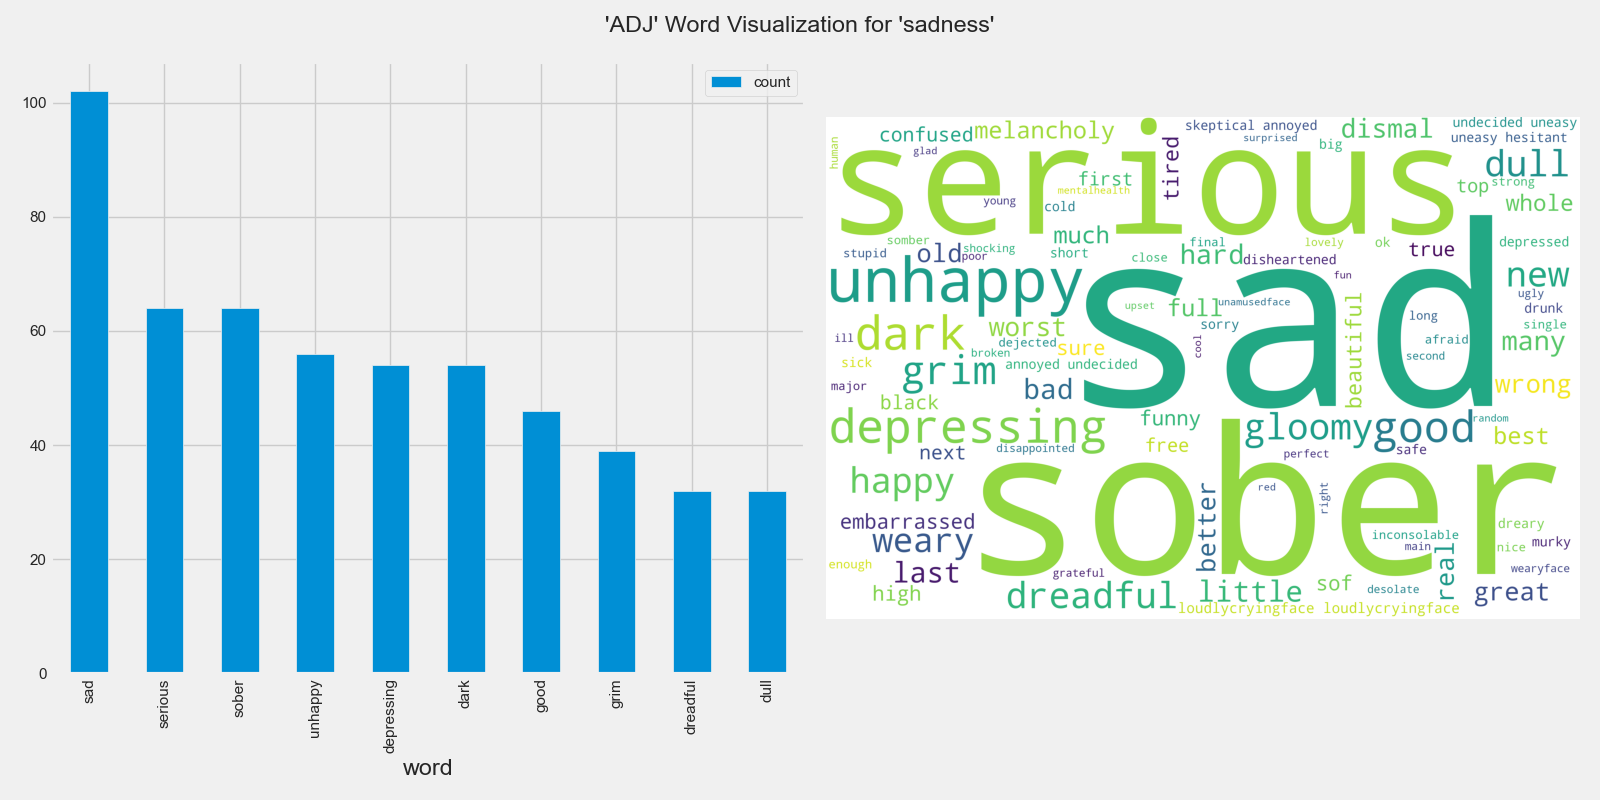 'ADJ' Word Visualization for 'sadness'
count
100
80
60
40
20
0
sad
serious
sober
unhappy
depressing
dark
good
grim
dreadful
dull
word
human
confused
glad
melancholy
serious
skeptical annoyed
surprised
big
dismal
undecided uneasy
uneasy hesitant
dull
tired
first
mentalhealth
young
cold
top
strong
whole
much
somber
old
shocking
poor
stupid
short
close
final
hard
disheartened
lovely
ok
true
depressed
new
unhappy
sad
fun
upset
full
unamusedface
sorry
cool
beautiful
long
afraid
second
ugly
drunk
single
many
dark
ill
worst
dejected
sure
broken
annoyed undecided
sick
grim
major
bad
black
wrong
depressing
funny
free
gloomy
good
random
best
next
disappointed
perfect
safe
happy
sober
red
right
better
embarrassed
weary
inconsolable
main
real
dreary
nice
murky
wearyface
enough
last
grateful
high
dreadful
little
sof
desolate
great
loudlycryingface loudlycryingface